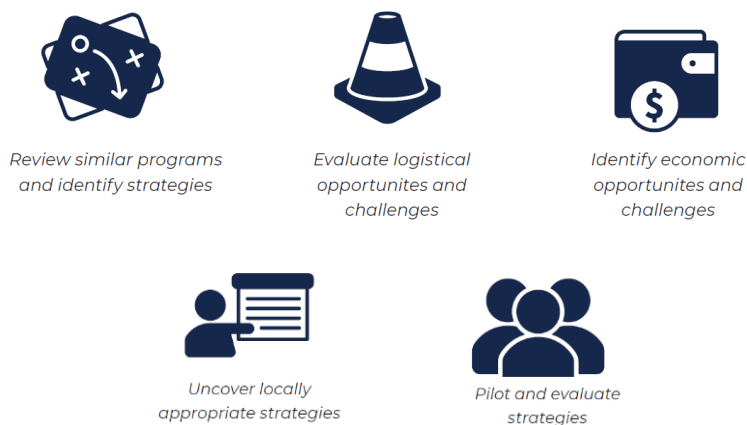 Review similar programs
and identify strategies
Evaluate logistical
opportunites and
challenges
Identify economic
opportunites and
challenges
$
Uncover locally
appropriate strategies
Pilot and evaluate
strategies